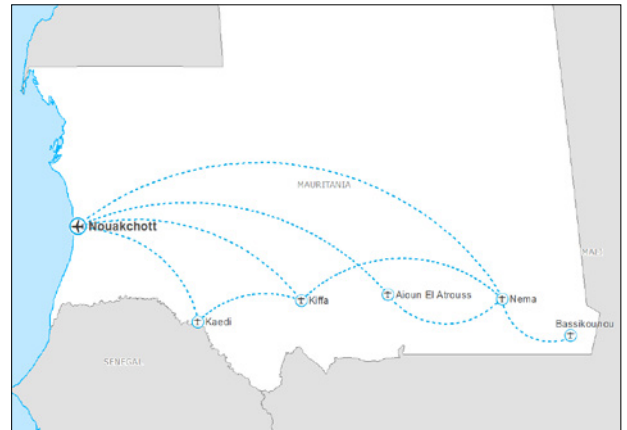 MAURITANIA
Nouakchott
MALI
Aioun El Atrouss
Nema
Kiffa
Kaedi
Bassikounou
SENEGAL